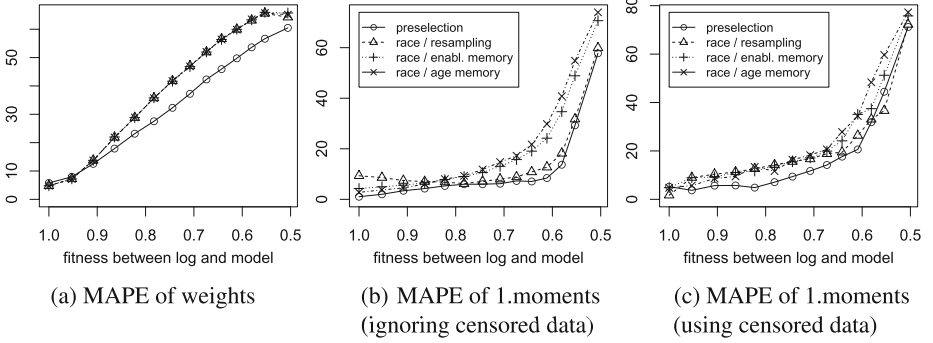 0 10 30 50
1.0 0.9 0.8 0.7 0.6 0.5
fitness between log and model
(a) MAPE of weights
0 20 40 60
preselection
race / resampling
race / enabl. memory
race / age memory
1.0 0.9 0.8 0.7 0.6 0.5
fitness between log and model
(b) MAPE of 1.moments
(ignoring censored data)
0 20 40 60 80
preselection
race / resampling
race / enabl. memory
race / age memory
1.0 0.9 0.8 0.7 0.6 0.5
fitness between log and model
(c) MAPE of 1.moments
(using censored data)